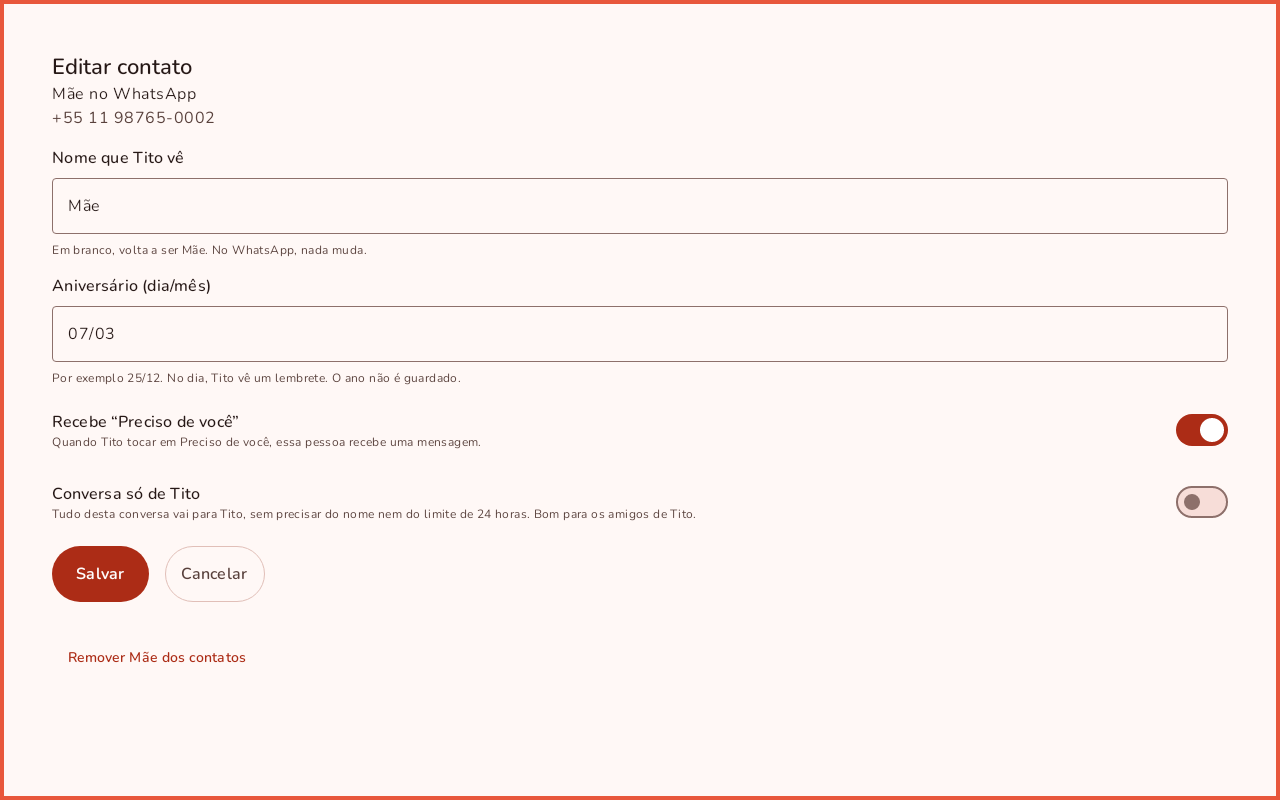 Editar contato
Mãe no WhatsApp
+55 11 98765-0002
Nome que Tito vê
Mãe
Em branco, volta a ser Mãe. No WhatsApp, nada muda.
Aniversário (dia/mês)
07/03
Por exemplo 25/12. No dia, Tito vê um lembrete. O ano não é guardado.
Recebe “Preciso de você”
Quando Tito tocar em Preciso de você, essa pessoa recebe uma mensagem.
Conversa só de Tito
Tudo desta conversa vai para Tito, sem precisar do nome nem do limite de 24 horas. Bom para os amigos de Tito.
Salvar Cancelar
Remover Mãe dos contatos